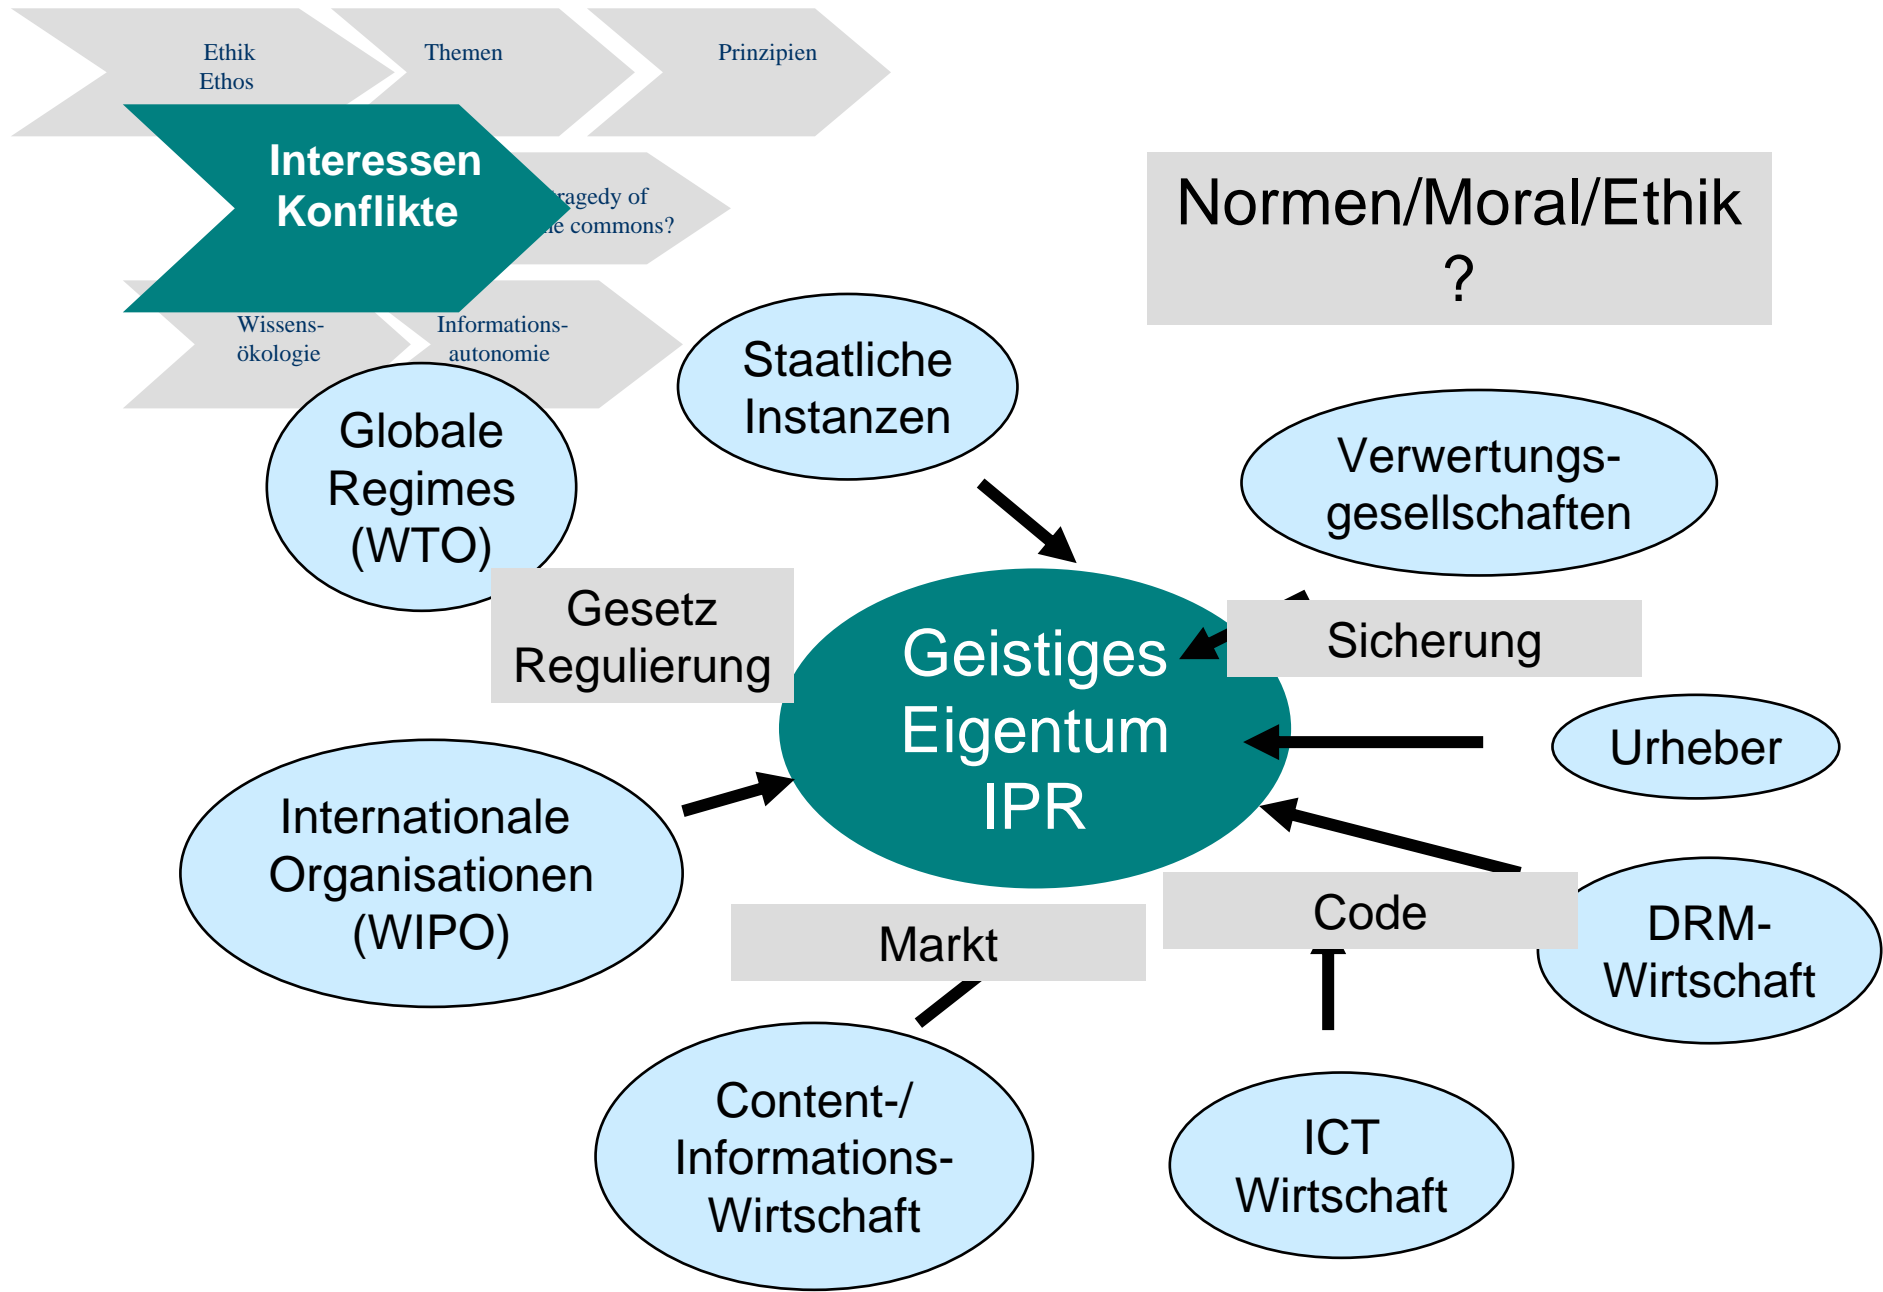 Ethik
Ethos
Themen
Prinzipien
Interessen
Konflikte
ragedy of
e commons?
Wissens-
ökologie
Informations-
autonomie
Normen/Moral/Ethik
?
Staatliche
Instanzen
Globale
Regimes
(WTO)
Verwertungs-
gesellschaften
Gesetz
Regulierung
Sicherung
Geistiges
Eigentum
IPR
Urheber
Internationale
Organisationen
(WIPO)
Markt
Code
DRM-
Wirtschaft
Content-/
Informations-
Wirtschaft
ICT
Wirtschaft